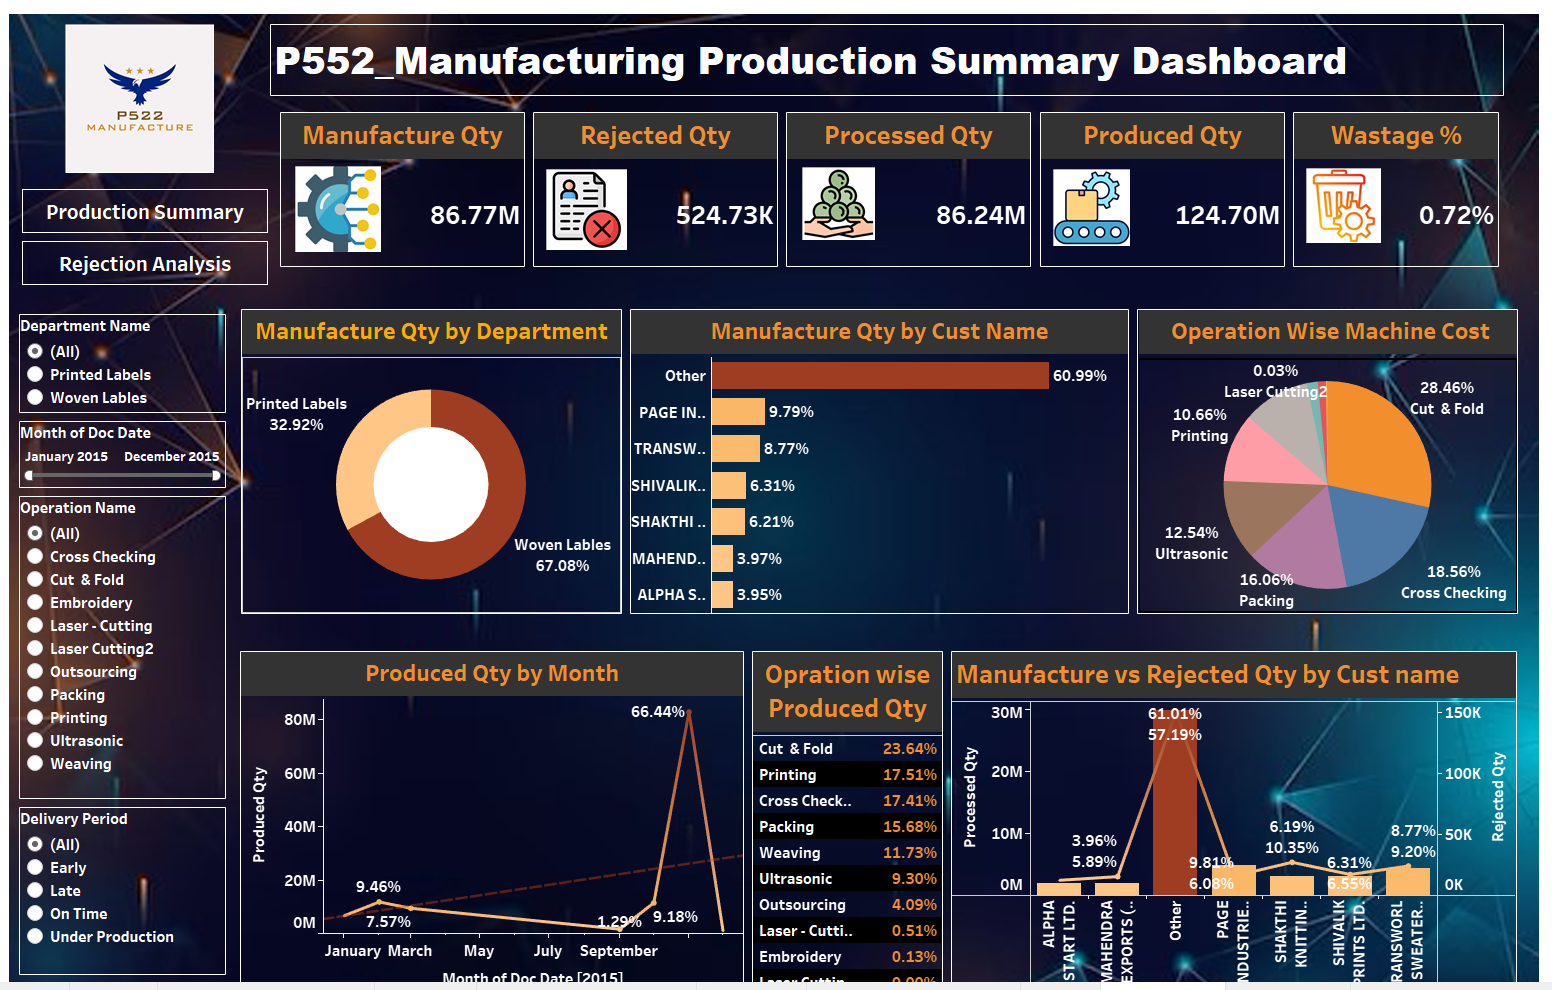 P552_Manufacturing Production Summary Dashboard
P522
MANUFACTURE
Production Summary
Rejection Analysis
Manufacture Qty
86.77M
Rejected Qty
524.73K
Processed Qty
86.24M
Produced Qty
124.70M
Wastage %
0.72%
Department Name
(All)
Printed Labels
Woven Lables
Month of Doc Date
January 2015 December 2015
Operation Name
(All)
Cross Checking
Cut & Fold
Embroidery
Laser - Cutting
Laser Cutting2
Outsourcing
Packing
Printing
Ultrasonic
Weaving
Delivery Period
(All)
Early
Late
On Time
Under Production
Manufacture Qty by Department
Printed Labels
32.92%
Woven Lables
67.08%
Manufacture Qty by Cust Name
Other 60.99%
PAGE IN.. 9.79%
TRANSW.. 8.77%
SHIVALIK.. 6.31%
SHAKTHI .. 6.21%
MAHEND.. 3.97%
ALPHA S.. 3.95%
Operation Wise Machine Cost
0.03%
Laser Cutting2
28.46%
Cut & Fold
10.66%
Printing
12.54%
Ultrasonic
16.06%
Packing
18.56%
Cross Checking
Produced Qty by Month
Produced Qty
80M
60M
40M
20M
0M
9.46%
7.57%
1.29%
9.18%
66.44%
January March May July September
Month of Doc Date [2015]
Opration wise
Produced Qty
Cut & Fold 23.64%
Printing 17.51%
Cross Check.. 17.41%
Packing 15.68%
Weaving 11.73%
Ultrasonic 9.30%
Outsourcing 4.09%
Laser - Cutti.. 0.51%
Embroidery 0.13%
Laser Cuttin.. 0.00%
Manufacture vs Rejected Qty by Cust name
Processed Qty
30M
20M
10M
0M
3.96%
5.89%
61.01%
57.19%
9.81%
6.08%
6.19%
10.35%
6.31%
6.55%
8.77%
9.20%
150K
100K
50K
0K
Rejected Qty
ALPHA
START LTD.
MAHENDRA
EXPORTS (..
Other
PAGE
NDUSTRIE..
SHAKTHI
KNITTIN..
SHIVALIK
PRINTS LTD.
RANSWORL
SWEATER..